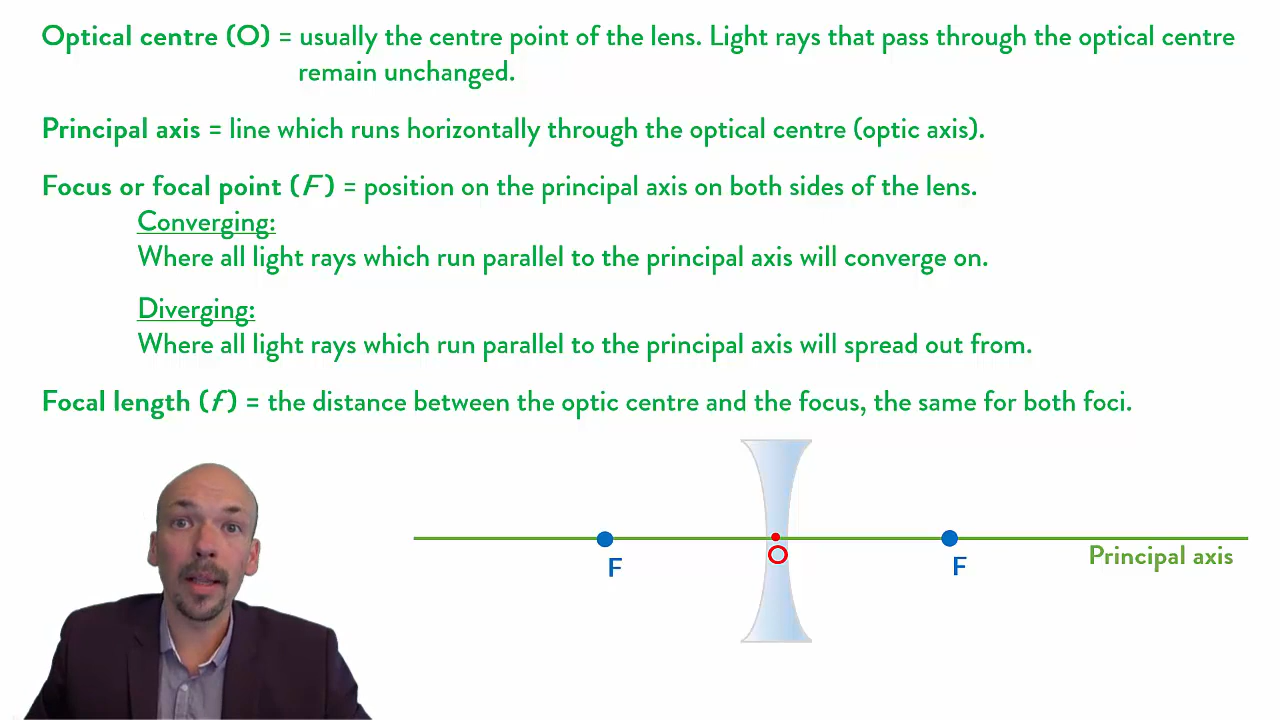 Optical centre (O) = usually the centre point of the lens. Light rays that pass through the optical centre
remain unchanged.
Principal axis = line which runs horizontally through the optical centre (optic axis).
Focus or focal point (F) = position on the principal axis on both sides of the lens.
Converging:
Where all light rays which run parallel to the principal axis will converge on.
Diverging:
Where all light rays which run parallel to the principal axis will spread out from.
Focal length (f) = the distance between the optic centre and the focus, the same for both foci.
F
O
F
Principal axis